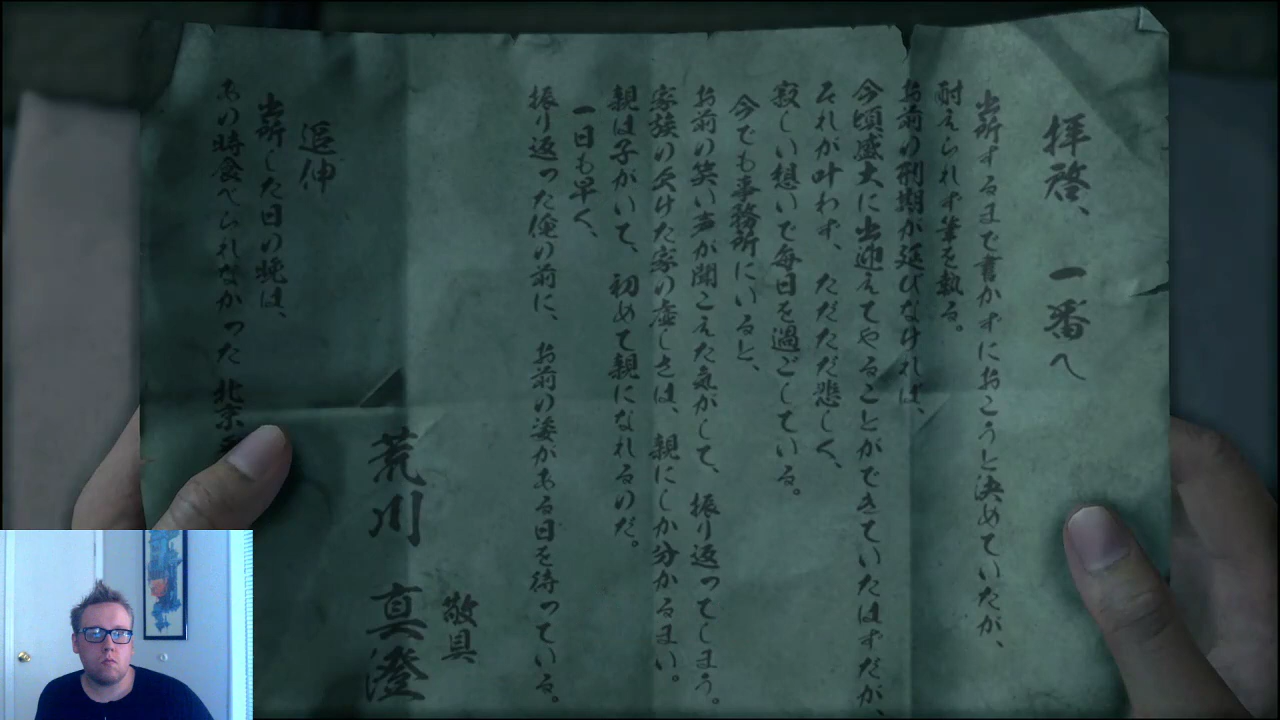 拝啓、一番へ
出所するまで書かずにおこうと決めていたが、
耐えられず筆を執る。
お前の刑期が延びなければ、
今頃盛大に出迎えてやることができていたはずだが、
それが叶わず、ただただ悲しく、
寂しい想いで毎日を過ごしている。
今でも事務所にいると、
お前の笑い声が聞こえた気がして、振り返ってしまう。
家族の欠けた家の虚しさは、親にしか分かるまい。
親は子がいて、初めて親になれるのだ。
一日も早く、
振り返った俺の前に、お前の姿がある日を待っている。
敬具
荒川 真澄
追伸
出所した日の晩は、
あの時食べられなかった北京